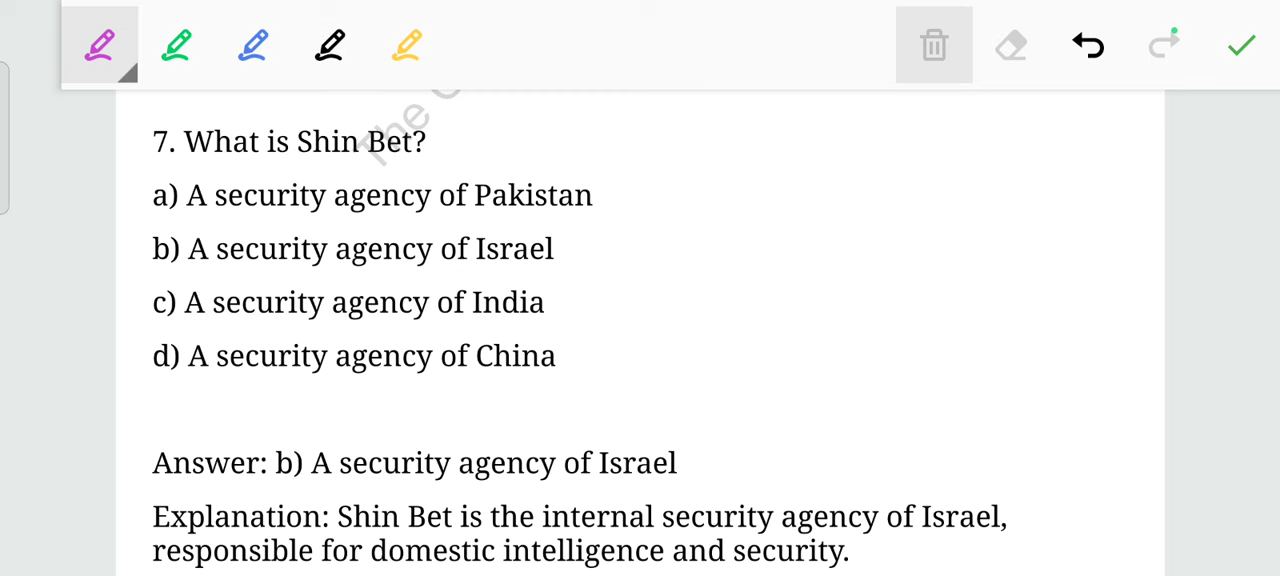 The
7. What is Shin Bet?
a) A security agency of Pakistan
b) A security agency of Israel
c) A security agency of India
d) A security agency of China
Answer: b) A security agency of Israel
Explanation: Shin Bet is the internal security agency of Israel,
responsible for domestic intelligence and security.